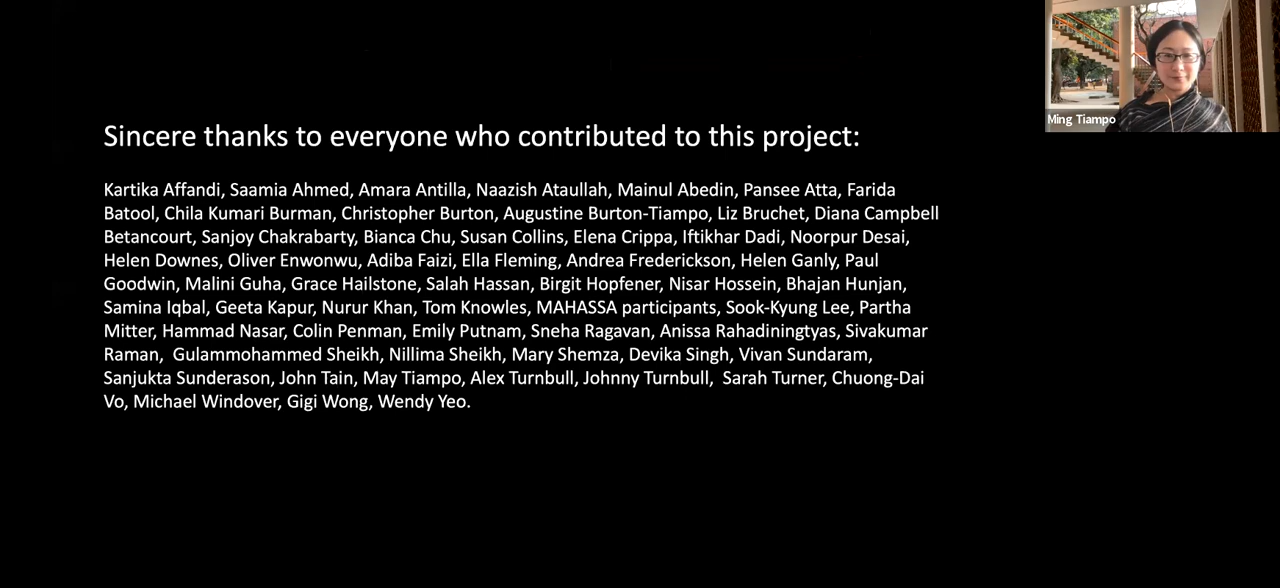 Sincere thanks to everyone who contributed to this project:
Kartika Affandi, Saamia Ahmed, Amara Antilla, Naazish Ataullah, Mainul Abedin, Pansee Atta, Farida
Batool, Chila Kumari Burman, Christopher Burton, Augustine Burton-Tiampo, Liz Bruchet, Diana Campbell
Betancourt, Sanjoy Chakrabarty, Bianca Chu, Susan Collins, Elena Crippa, Iftikhar Dadi, Noorpur Desai,
Helen Downes, Oliver Enwonwu, Adiba Faizi, Ella Fleming, Andrea Frederickson, Helen Ganly, Paul
Goodwin, Malini Guha, Grace Hailstone, Salah Hassan, Birgit Hopfener, Nisar Hossein, Bhajan Hunjan,
Samina Iqbal, Geeta Kapur, Nurur Khan, Tom Knowles, MAHASSA participants, Sook-Kyung Lee, Partha
Mitter, Hammad Nasar, Colin Penman, Emily Putnam, Sneha Ragavan, Anissa Rahadiningtyas, Sivakumar
Raman,  Gulammohammed Sheikh, Nillima Sheikh, Mary Shemza, Devika Singh, Vivan Sundaram,
Sanjukta Sunderason, John Tain, May Tiampo, Alex Turnbull, Johnny Turnbull,  Sarah Turner, Chuong-Dai
Vo, Michael Windover, Gigi Wong, Wendy Yeo.
Ming Tiampo